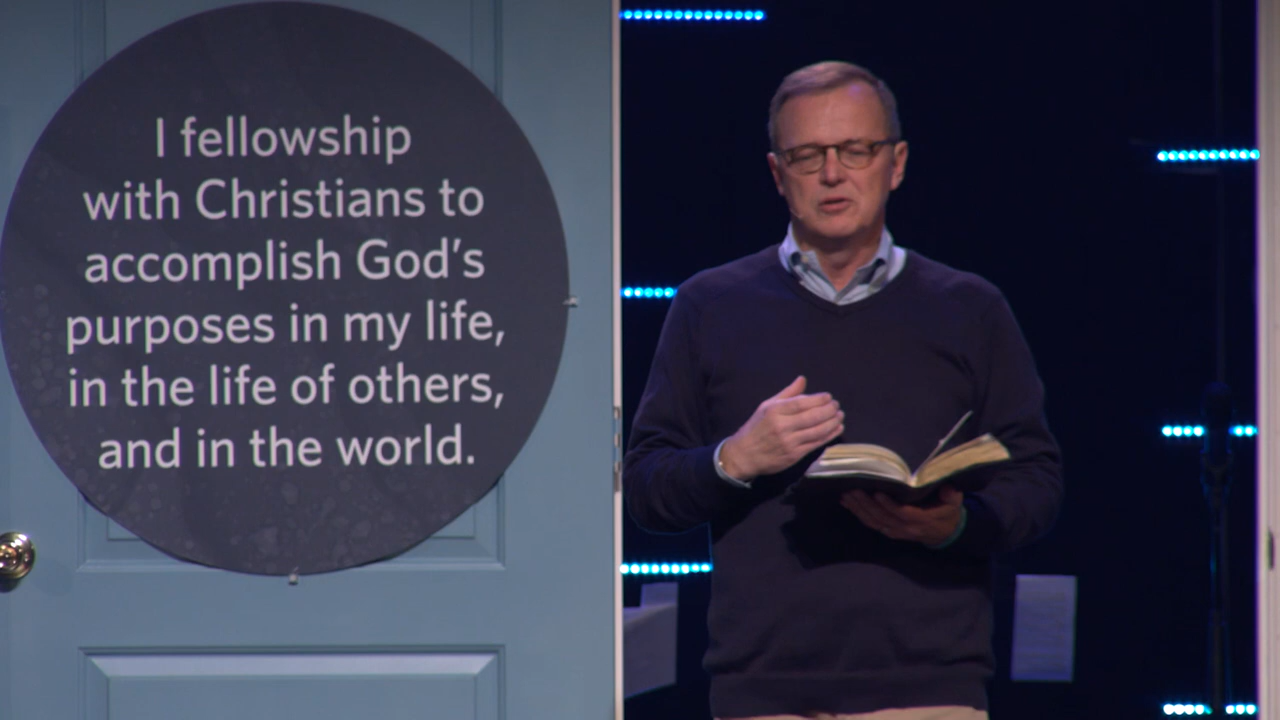 I fellowship
with Christians to
accomplish God's
purposes in my life,
in the life of others,
and in the world.